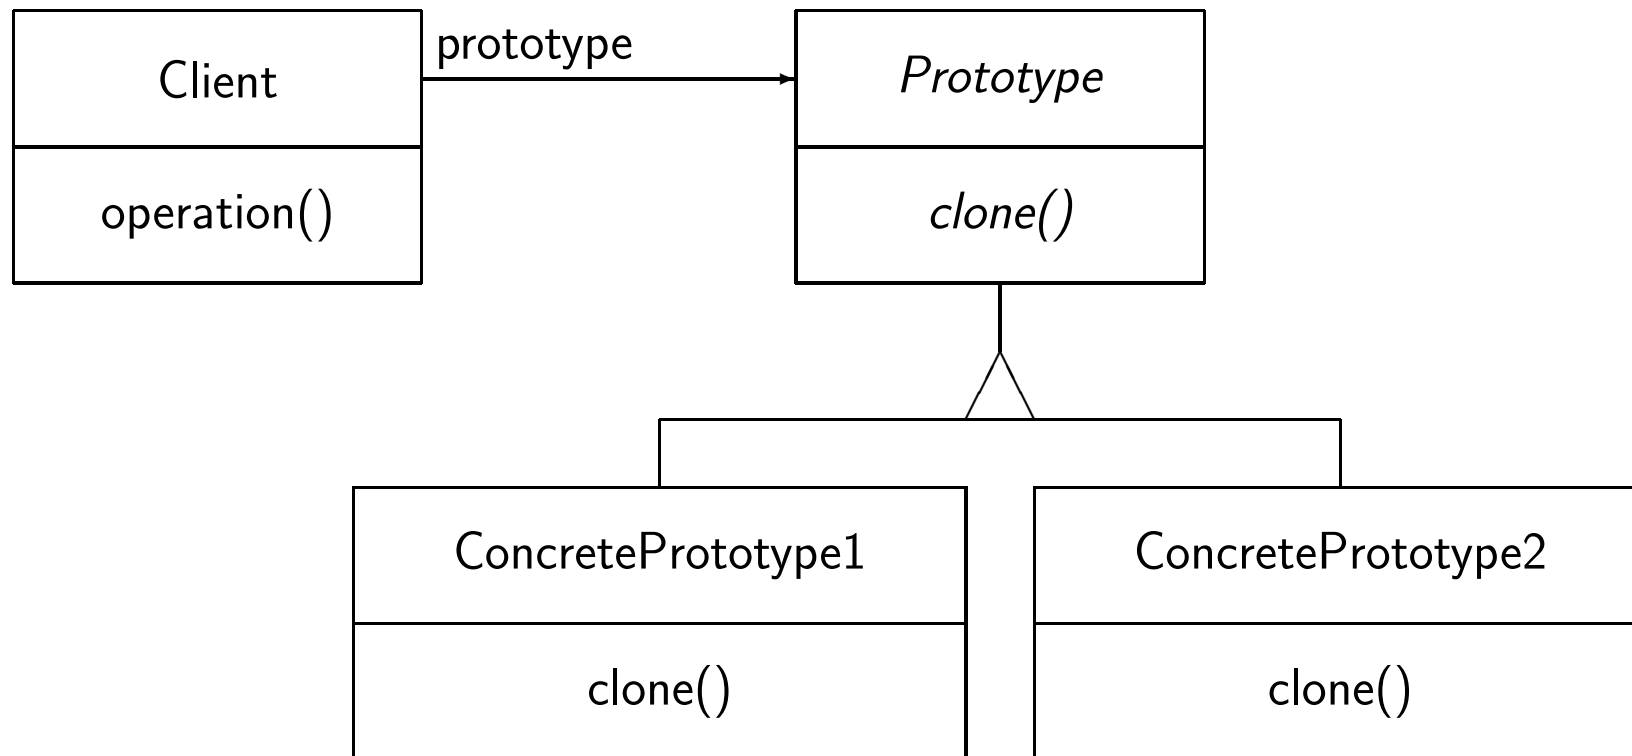 Client
prototype
Prototype
operation()
clone()
ConcretePrototype1
ConcretePrototype2
clone()
clone()